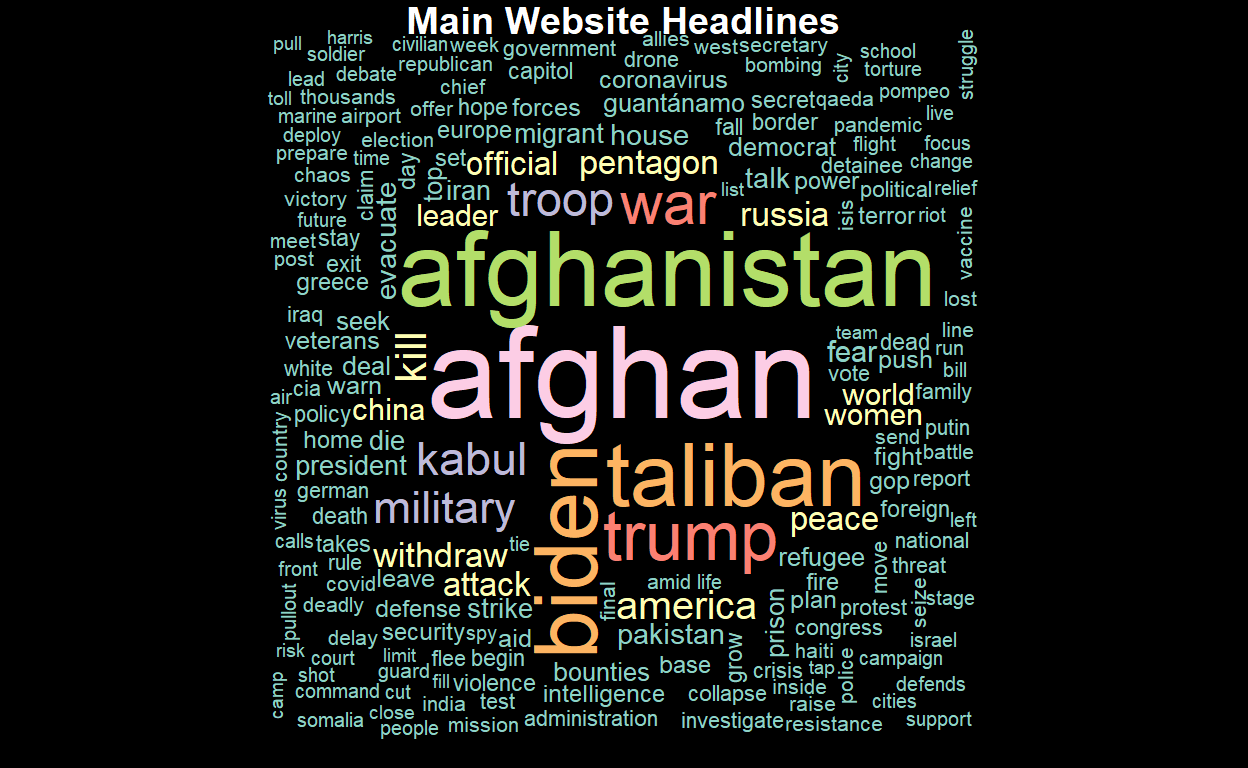 Main Website Headlines
pull harris civilian week government allies west secretary
soldier republican capitol drone bombing city school struggle
lead debate chief coronavirus torture
toll thousands offer hope forces guantánamo secret qaeda pompeo
marine airport live
deploy election europe migrant house fall border pandemic
prepare time day set official pentagon democrat flight focus
chaos claim top iran troop war list talk power detainee change
victory leader russia isis terror political relief
future riot
meet stay evacuate afghanistan vaccine
post exit
greece lost
iraq seek
veterans kill afghan team dead line
white deal fear push run
air cia warn vote bill
policy china world family
women
country home die send putin
president kabul biden taliban fight battle
virus german military gop report
death trump peace foreign left
calls takes withdraw tie refugee national
front rule move threat
covid leave attack amid life fire
pullout deadly defense strike final america prison plan protest seize stage
delay security spy aid pakistan congress israel
risk court limit flee begin base grow haiti
shot guard bounties crisis tap police campaign
camp command cut fill violence intelligence collapse inside defends
india test raise cities
somalia close people mission administration investigate resistance support